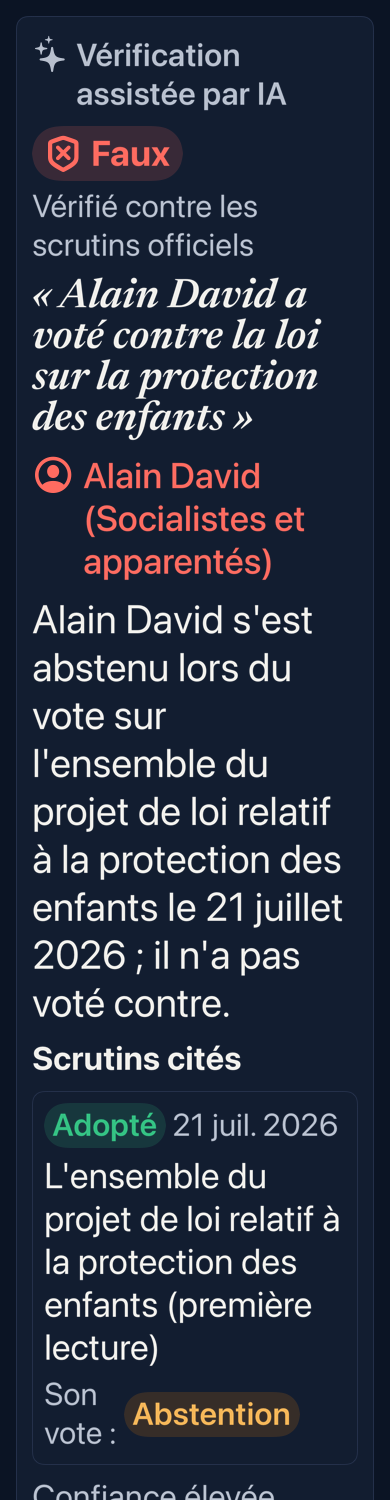 Vérification
assistée par IA
Faux
Vérifié contre les
scrutins officiels
« Alain David a
voté contre la loi
sur la protection
des enfants »
Alain David
(Socialistes et
apparentés)
Alain David s'est
abstenu lors du
vote sur
l'ensemble du
projet de loi relatif
à la protection des
enfants le 21 juillet
2026 ; il n'a pas
voté contre.
Scrutins cités
Adopté 21 juil. 2026
L'ensemble du
projet de loi relatif à
la protection des
enfants (première
lecture)
Son
vote : Abstention
Confiance élevée